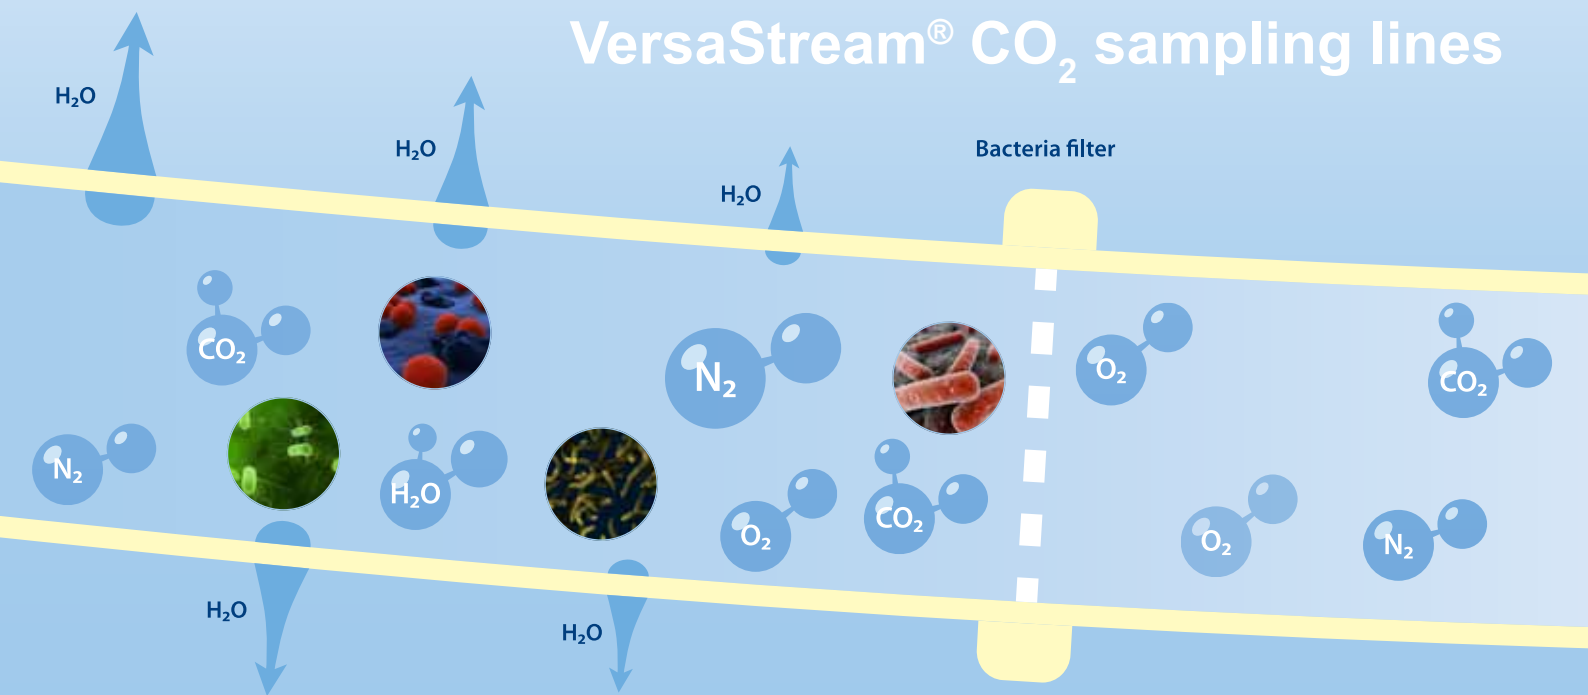 VersaStream® CO₂ sampling lines
H₂O
H₂O
Bacteria filter
H₂O
CO₂
O₂
N₂
CO₂
N₂
H₂O
O₂
CO₂
O₂
N₂
H₂O
H₂O